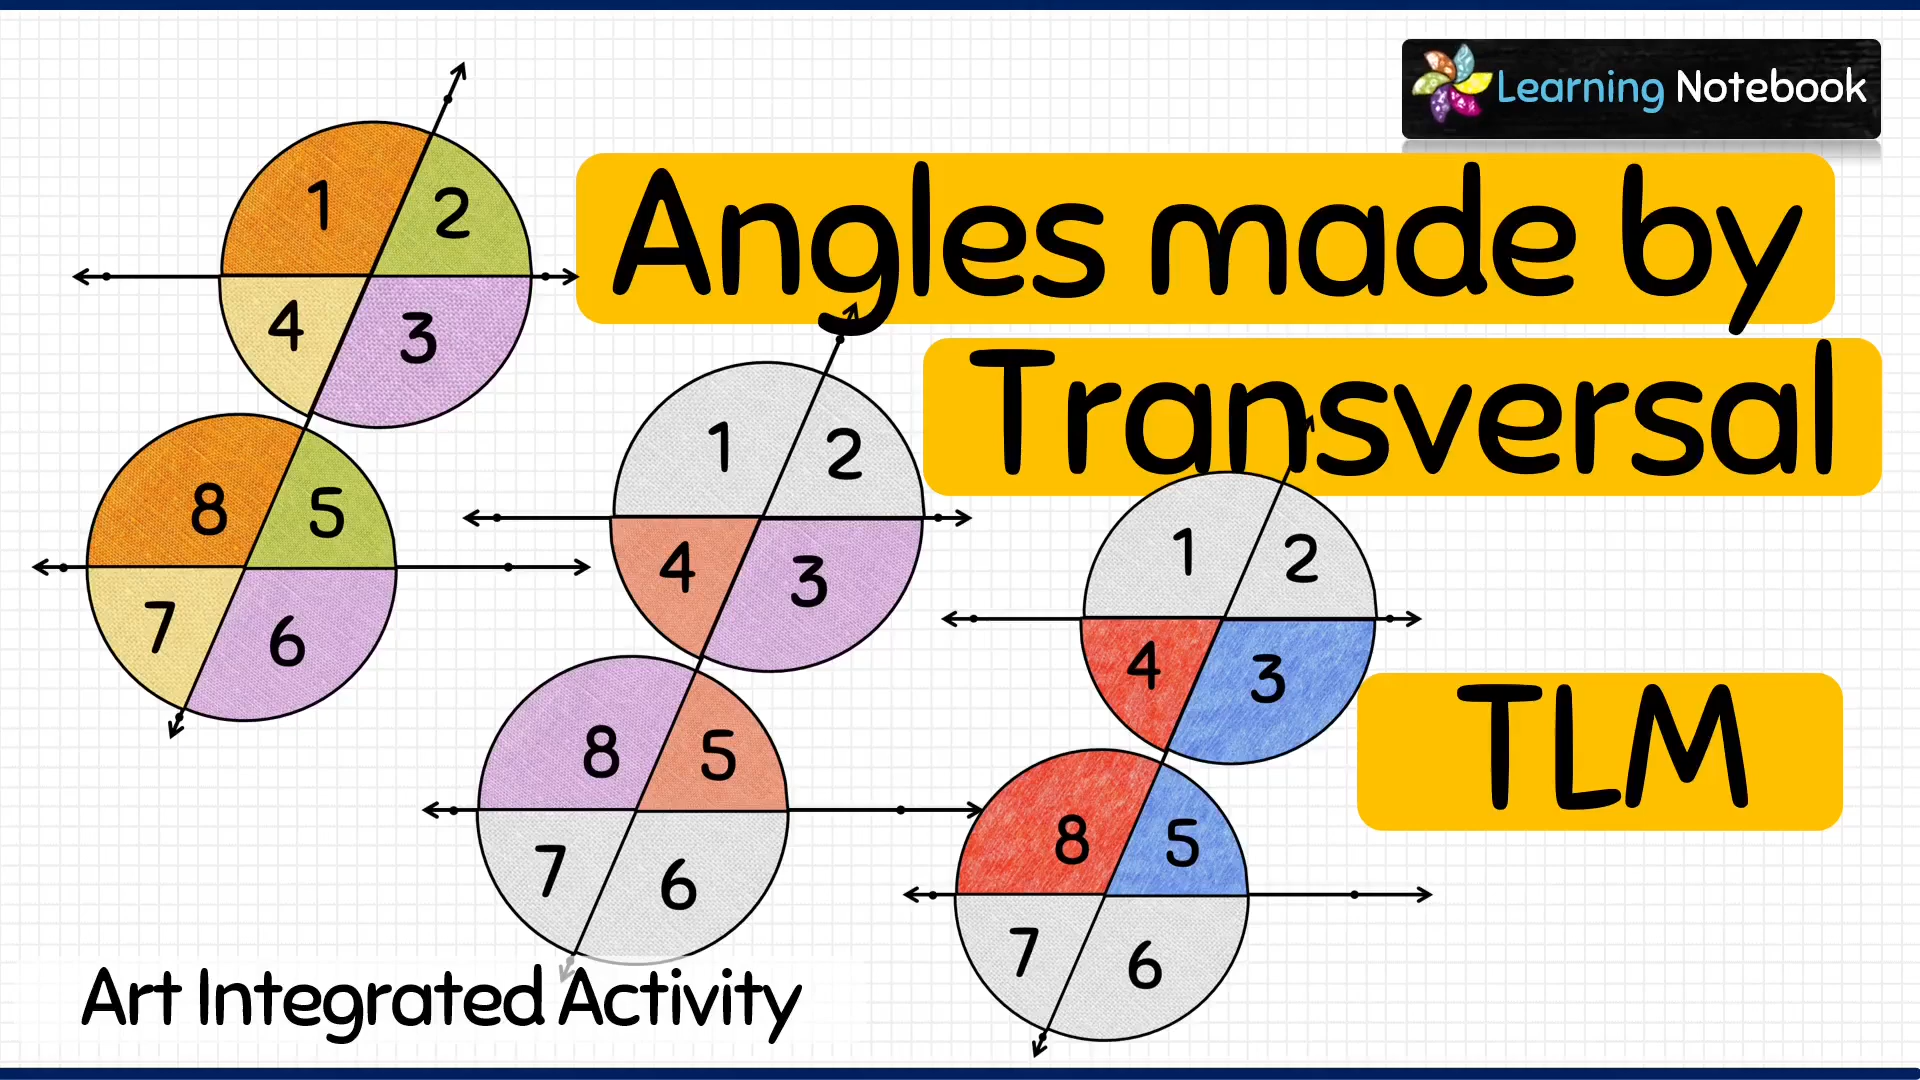 Learning Notebook
Angles made by
Transversal
TLM
1 2
4 3
8 5
7 6
1 2
4 3
8 5
7 6
1 2
4 3
8 5
7 6
Art Integrated Activity